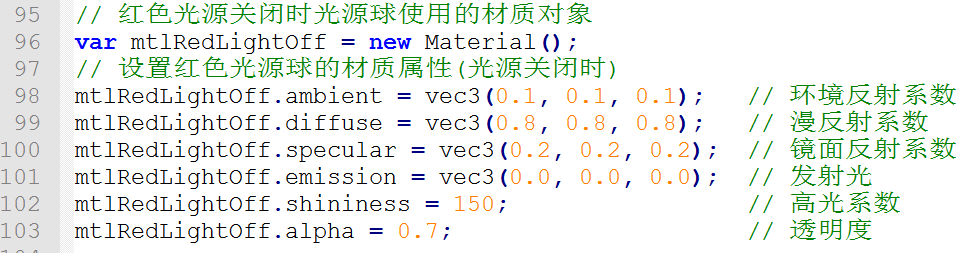 95 // 红色光源关闭时光源球使用的材质对象
96 var mtlRedLightOff = new Material();
97 // 设置红色光源球的材质属性(光源关闭时)
98 mtlRedLightOff.ambient = vec3(0.1, 0.1, 0.1); // 环境反射系数
99 mtlRedLightOff.diffuse = vec3(0.8, 0.8, 0.8); // 漫反射系数
100 mtlRedLightOff.specular = vec3(0.2, 0.2, 0.2); // 镜面反射系数
101 mtlRedLightOff.emission = vec3(0.0, 0.0, 0.0); // 发射光
102 mtlRedLightOff.shininess = 150; // 高光系数
103 mtlRedLightOff.alpha = 0.7; // 透明度